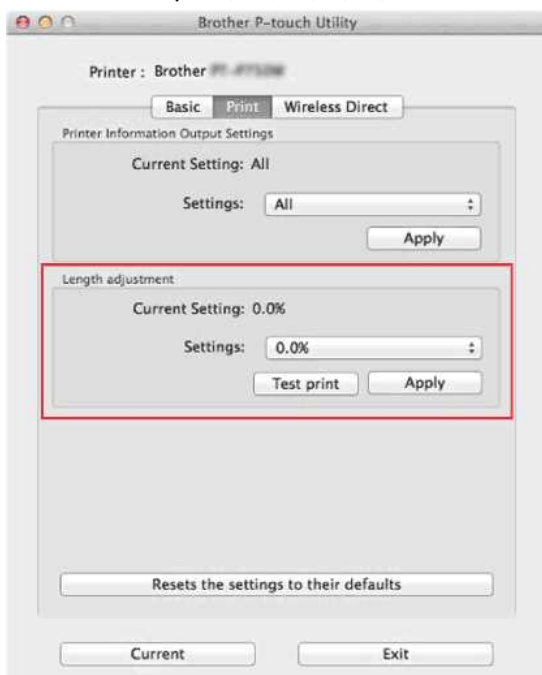 Brother P-touch Utility
Printer : Brother
Basic Print Wireless Direct
Printer Information Output Settings
Current Setting: All
Settings: All
Apply
Length adjustment
Current Setting: 0.0%
Settings: 0.0%
Test print Apply
Resets the settings to their defaults
Current Exit